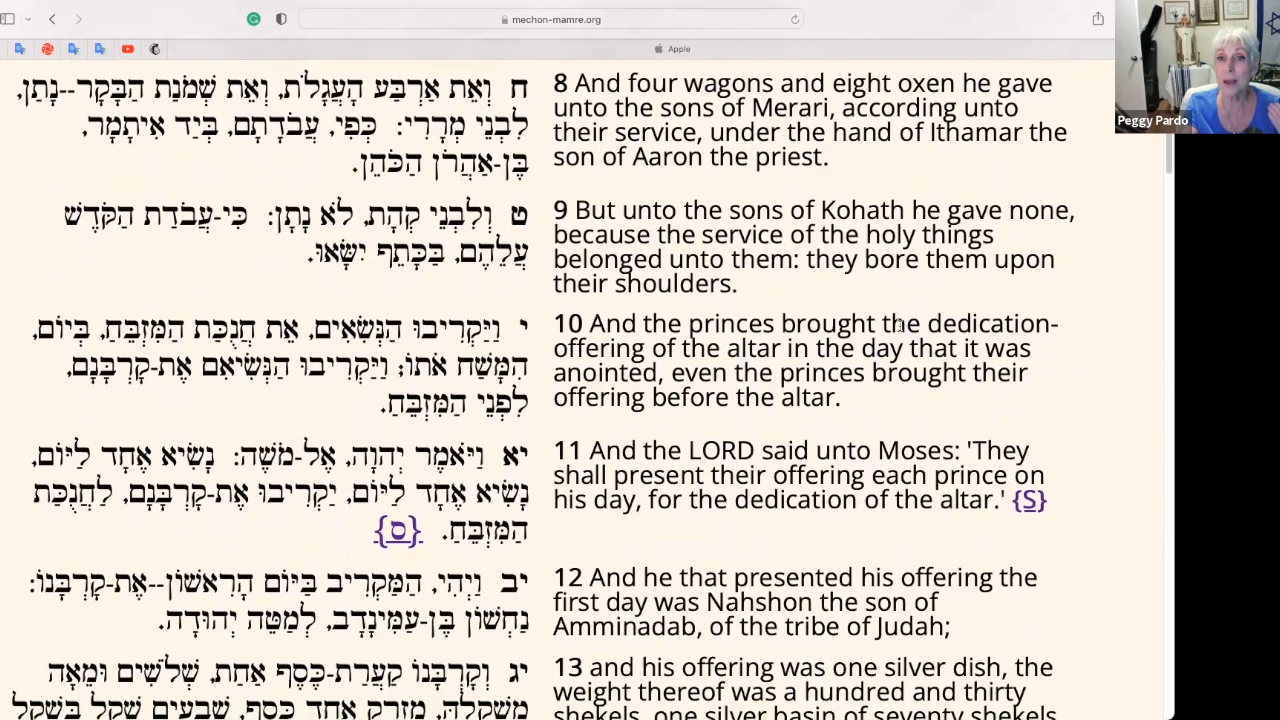 mechon-mamre.org
Apple
Peggy Pardo
ח וְאֵת אַרְבַּע הָעֲגָלֹת, וְאֵת שְׁמֹנַת הַבָּקָר--נָתַן,
לִבְנֵי מְרָרִי: כְּפִי, עֲבֹדָתָם, בְּיַד אִיתָמָר,
בֶּן-אַהֲרֹן הַכֹּהֵן.
8 And four wagons and eight oxen he gave
unto the sons of Merari, according unto
their service, under the hand of Ithamar the
son of Aaron the priest.
ט וְלִבְנֵי קְהָת, לֹא נָתָן: כִּי-עֲבֹדַת הַקֹּדֶשׁ
עֲלֵהֶם, בַּכָּתֵף יִשָּׂאוּ.
9 But unto the sons of Kohath he gave none,
because the service of the holy things
belonged unto them: they bore them upon
their shoulders.
י וַיַּקְרִיבוּ הַנְּשִׂאִים, אֵת חֲנֻכַּת הַמִּזְבֵּחַ, בְּיוֹם,
הִמָּשַׁח אֹתוֹ; וַיַּקְרִיבוּ הַנְּשִׂיאִם אֶת-קָרְבָּנָם,
לִפְנֵי הַמִּזְבֵּחַ.
10 And the princes brought the dedication-
offering of the altar in the day that it was
anointed, even the princes brought their
offering before the altar.
יא וַיֹּאמֶר יְהוָה, אֶל-מֹשֶׁה: נָשִׂיא אֶחָד לַיּוֹם,
נָשִׂיא אֶחָד לַיּוֹם, יַקְרִיבוּ אֶת-קָרְבָּנָם, לַחֲנֻכַּת
הַמִּזְבֵּחַ. {ס}
11 And the LORD said unto Moses: 'They
shall present their offering each prince on
his day, for the dedication of the altar.' {S}
יב וַיְהִי, הַמַּקְרִיב בַּיּוֹם הָרִאשׁוֹן--אֶת-קָרְבָּנוֹ:
נַחְשׁוֹן בֶּן-עַמִּינָדָב, לְמַטֵּה יְהוּדָה.
12 And he that presented his offering the
first day was Nahshon the son of
Amminadab, of the tribe of Judah;
יג וְקָרְבָּנוֹ קַעֲרַת-כֶּסֶף אַחַת, שְׁלֹשִׁים וּמֵאָה
מִשְׁקָלָהּ, מִזְרָק אֶחָד כֶּסֶף, שִׁבְעִים שֶׁקֶל בְּשֶׁקֶל
13 and his offering was one silver dish, the
weight thereof was a hundred and thirty
shekels, one silver basin of seventy shekels